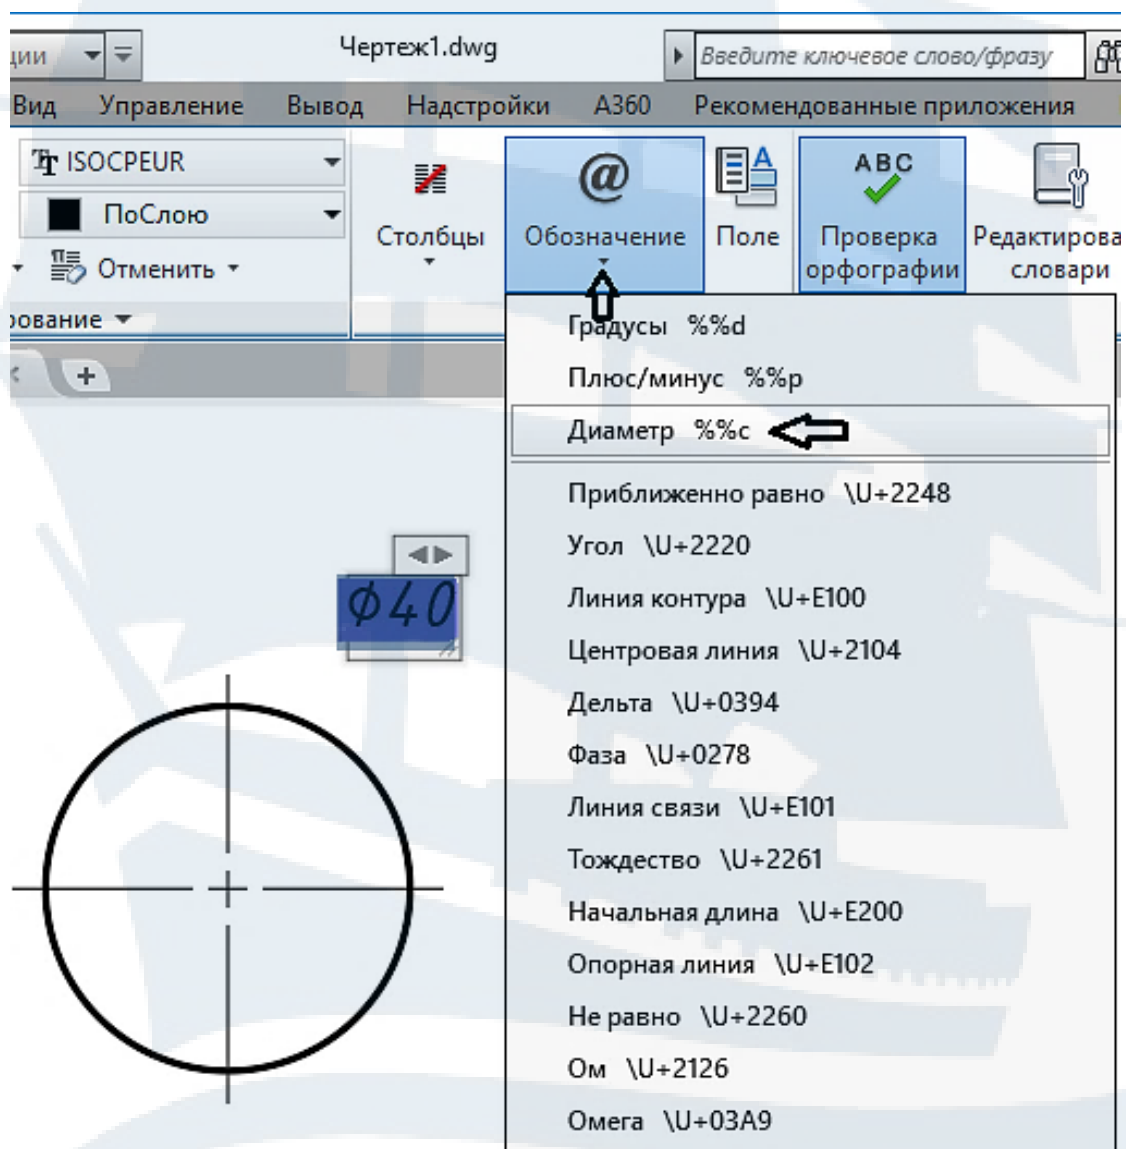 ции
Чертеж1.dwg
Введите ключевое слово/фразу
Вид Управление Вывод Надстройки A360 Рекомендованные приложения
ISOCPEUR
ПоСлою
Отменить
рование
Столбцы
@
Обозначение
Поле
ABC
Проверка
орфографии
Редактирова
словари
Градусы %%d
Плюс/минус %%p
Диаметр %%c
Приближенно равно \U+2248
Угол \U+2220
Линия контура \U+E100
Центровая линия \U+2104
Дельта \U+0394
Фаза \U+0278
Линия связи \U+E101
Тождество \U+2261
Начальная длина \U+E200
Опорная линия \U+E102
Не равно \U+2260
Ом \U+2126
Омега \U+03A9
Ø40